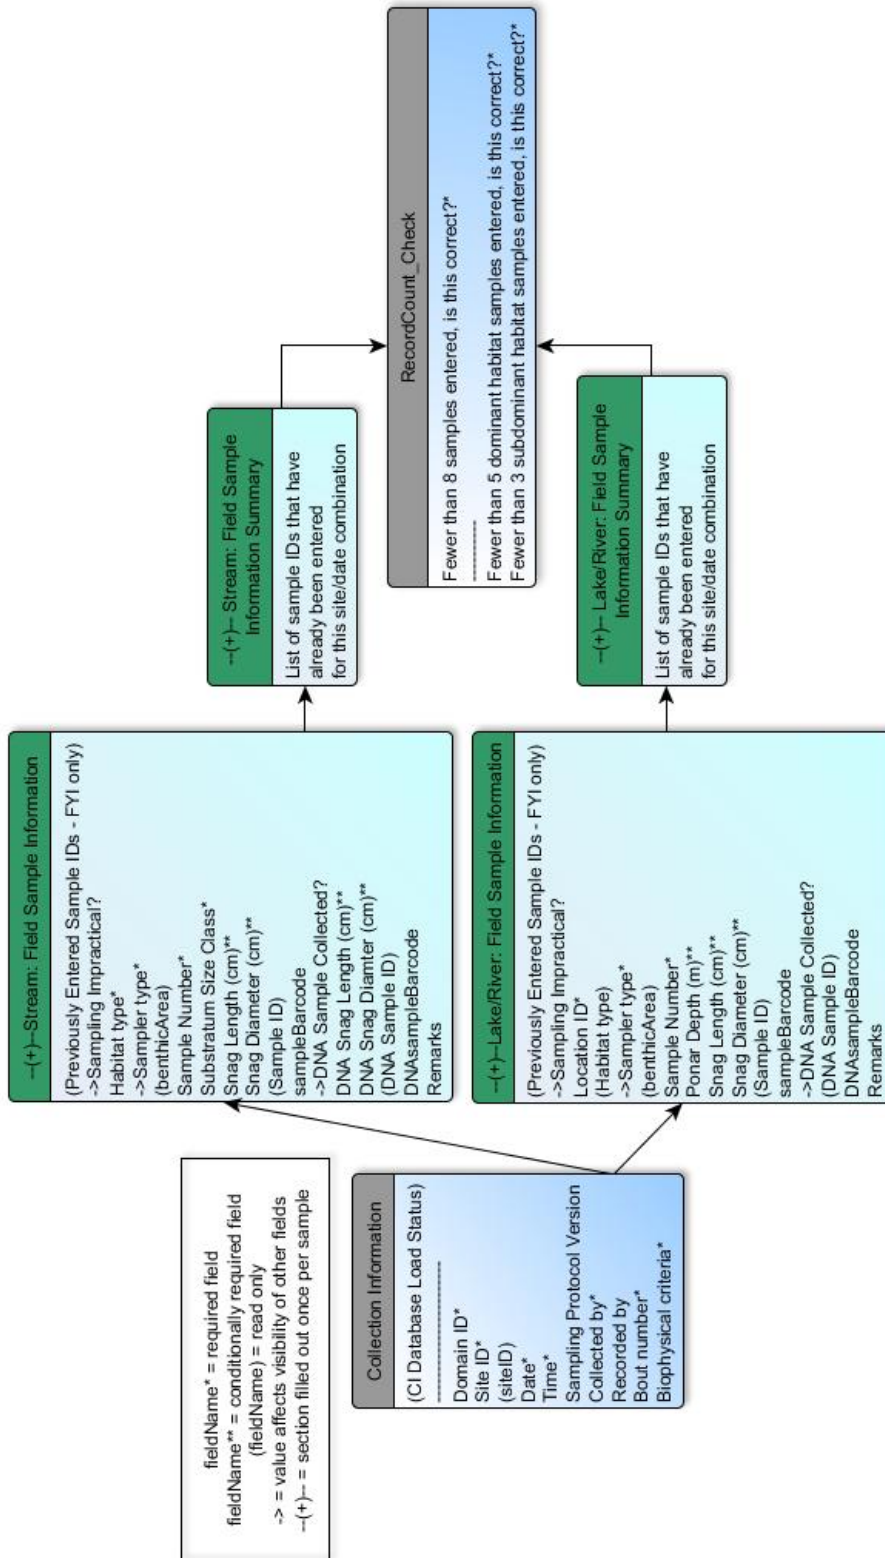 fieldName* = required field
fieldName** = conditionally required field
(fieldName) = read only
-> = value affects visibility of other fields
--(+)-- = section filled out once per sample
Collection Information
(CI Database Load Status)
--------------------------
Domain ID*
Site ID*
(siteID)
Date*
Time*
Sampling Protocol Version
Collected by*
Recorded by
Bout number*
Biophysical criteria*
--(+)--Stream: Field Sample Information
(Previously Entered Sample IDs - FYI only)
->Sampling Impractical?
Habitat type*
->Sampler type*
(benthicArea)
Sample Number*
Substratum Size Class*
Snag Length (cm)**
Snag Diameter (cm)**
(Sample ID)
sampleBarcode
->DNA Sample Collected?
DNA Snag Length (cm)**
DNA Snag Diamter (cm)**
(DNA Sample ID)
DNAsampleBarcode
Remarks
--(+)--Lake/River: Field Sample Information
(Previously Entered Sample IDs - FYI only)
->Sampling Impractical?
Location ID*
(Habitat type)
->Sampler type*
(benthicArea)
Sample Number*
Ponar Depth (m)**
Snag Length (cm)**
Snag Diameter (cm)**
(Sample ID)
sampleBarcode
->DNA Sample Collected?
(DNA Sample ID)
DNAsampleBarcode
Remarks
--(+)-- Stream: Field Sample
Information Summary
List of sample IDs that have
already been entered
for this site/date combination
--(+)-- Lake/River: Field Sample
Information Summary
List of sample IDs that have
already been entered
for this site/date combination
RecordCount_Check
Fewer than 8 samples entered, is this correct?*
----------------
Fewer than 5 dominant habitat samples entered, is this correct?*
Fewer than 3 subdominant habitat samples entered, is this correct?*